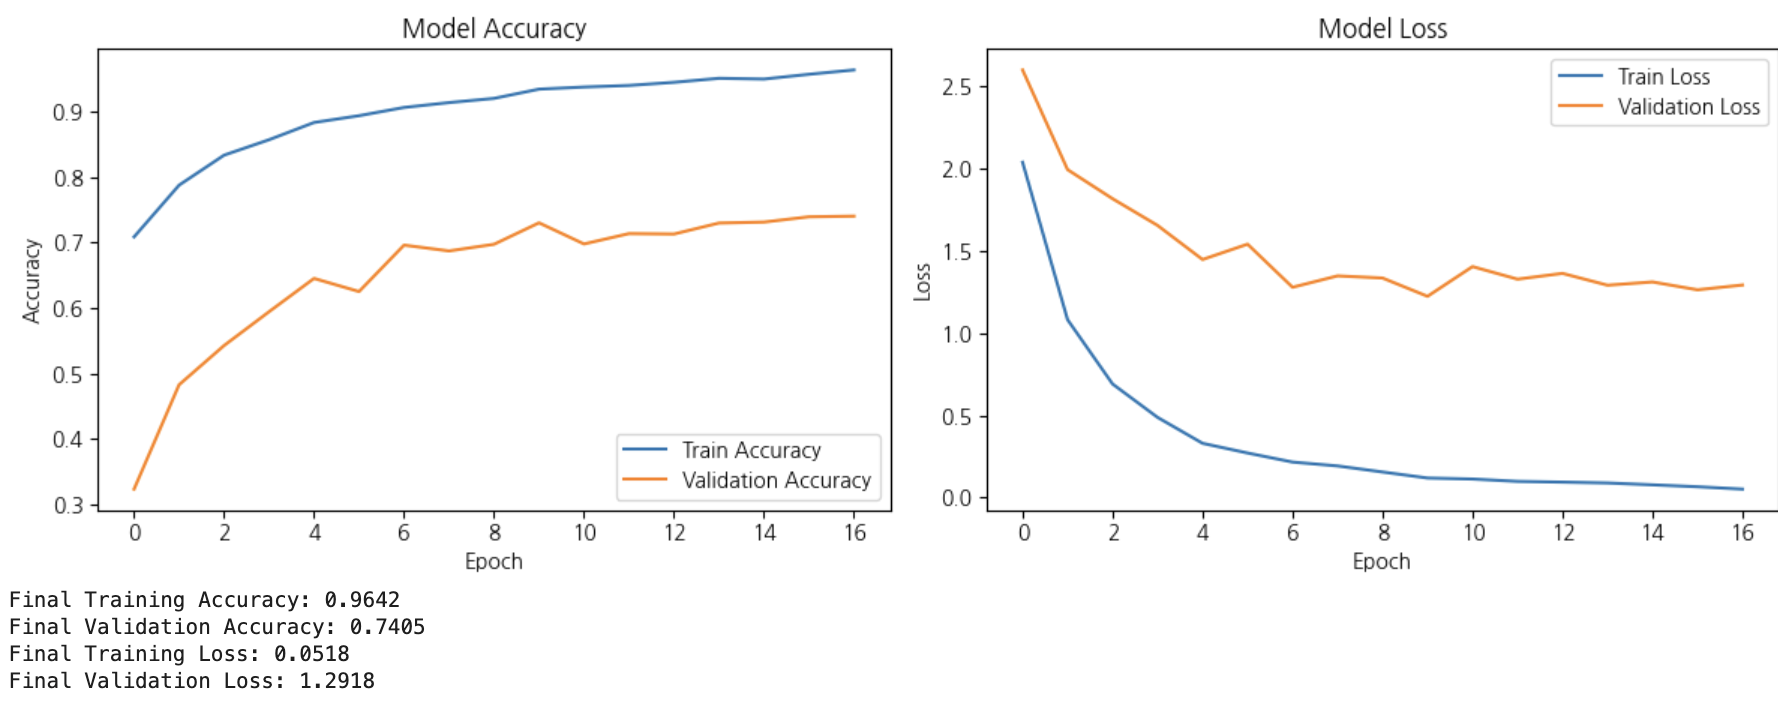 Model Accuracy
0.9
0.8
0.7
0.6
0.5
0.4
0.3
Accuracy
Train Accuracy
Validation Accuracy
0 2 4 6 8 10 12 14 16
Epoch
Model Loss
2.5
2.0
1.5
1.0
0.5
0.0
Loss
Train Loss
Validation Loss
0 2 4 6 8 10 12 14 16
Epoch
Final Training Accuracy: 0.9642
Final Validation Accuracy: 0.7405
Final Training Loss: 0.0518
Final Validation Loss: 1.2918